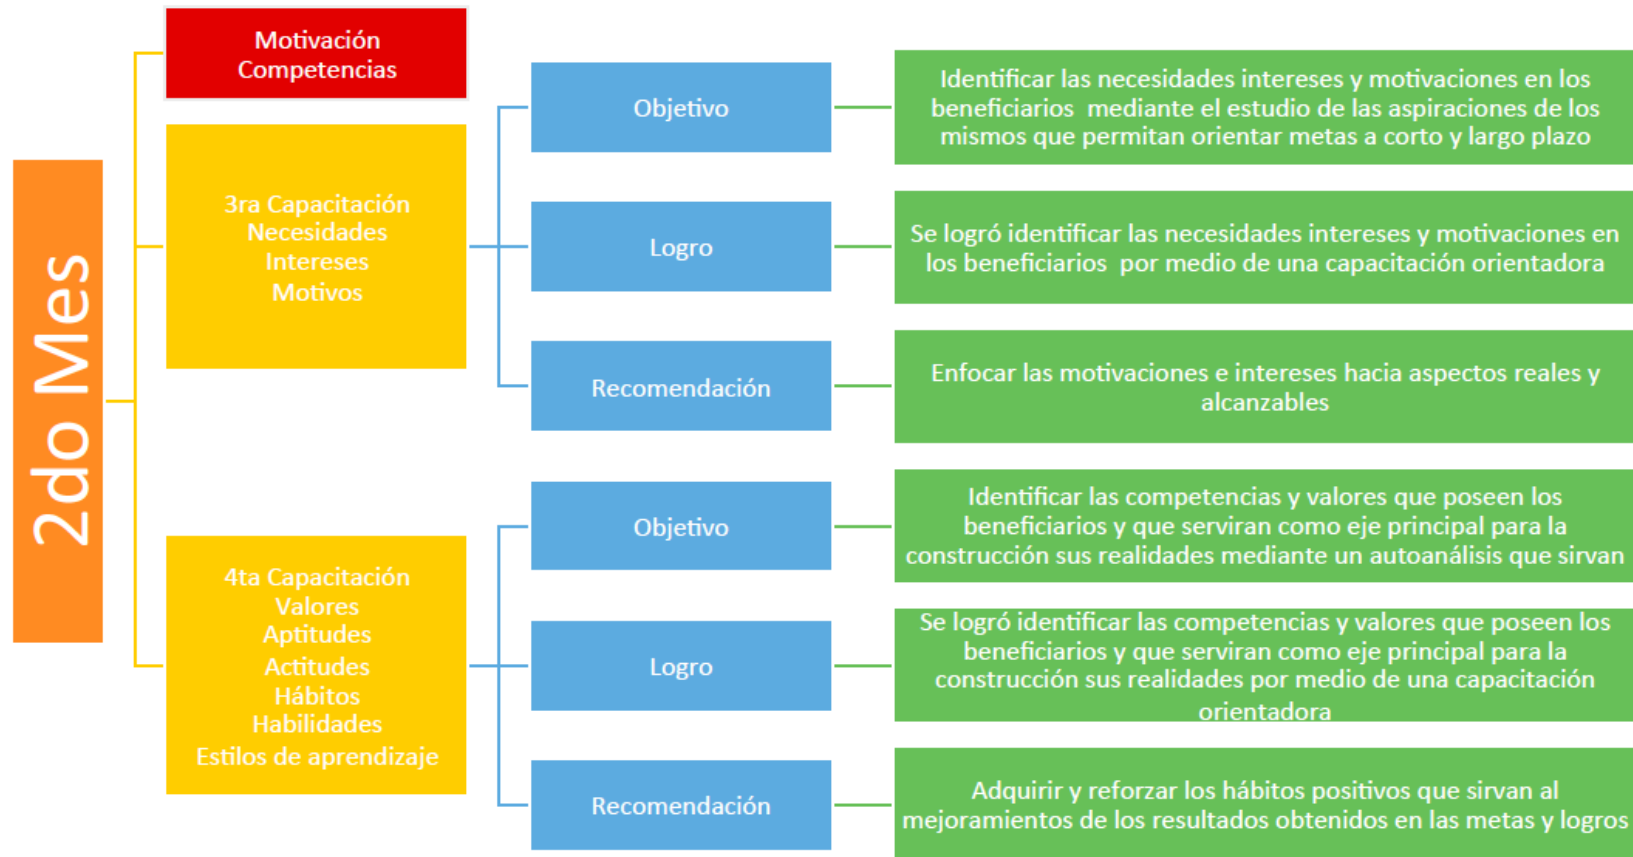 2do Mes
Motivación
Competencias
3ra Capacitación
Necesidades
Intereses
Motivos
Objetivo
Identificar las necesidades intereses y motivaciones en los
beneficiarios mediante el estudio de las aspiraciones de los
mismos que permitan orientar metas a corto y largo plazo
Logro
Se logró identificar las necesidades intereses y motivaciones en
los beneficiarios por medio de una capacitación orientadora
Recomendación
Enfocar las motivaciones e intereses hacia aspectos reales y
alcanzables
4ta Capacitación
Valores
Aptitudes
Actitudes
Hábitos
Habilidades
Estilos de aprendizaje
Objetivo
Identificar las competencias y valores que poseen los
beneficiarios y que serviran como eje principal para la
construcción sus realidades mediante un autoanálisis que sirvan
Logro
Se logró identificar las competencias y valores que poseen los
beneficiarios y que serviran como eje principal para la
construcción sus realidades por medio de una capacitación
orientadora
Recomendación
Adquirir y reforzar los hábitos positivos que sirvan al
mejoramientos de los resultados obtenidos en las metas y logros